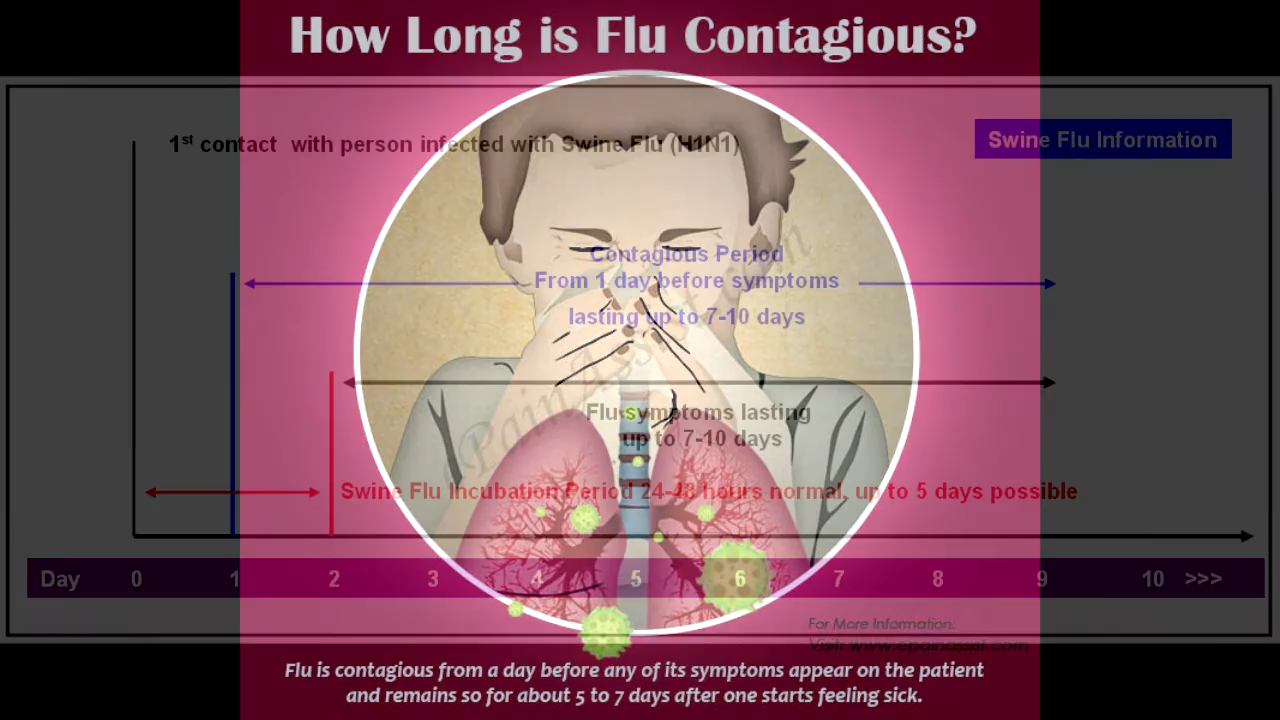 How Long is Flu Contagious?
1st contact with person infected with Swine Flu (H1N1)
Swine Flu Information
Contagious Period
From 1 day before symptoms
lasting up to 7-10 days
Flu symptoms lasting
up to 7-10 days
Swine Flu Incubation Period 24-48 hours normal, up to 5 days possible
Day 0 1 2 3 4 5 6 7 8 9 10 >>>
For More Information.
Visit: www.epainassist.com
Flu is contagious from a day before any of its symptoms appear on the patient
and remains so for about 5 to 7 days after one starts feeling sick.